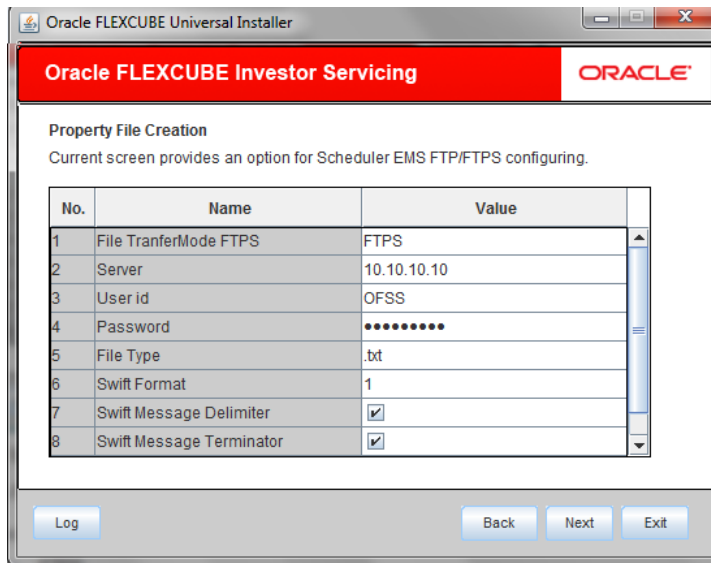 Oracle FLEXCUBE Universal Installer
Oracle FLEXCUBE Investor Servicing
ORACLE
Property File Creation
Current screen provides an option for Scheduler EMS FTP/FTPS configuring.
No. Name Value
1 File TranferMode FTPS FTPS
2 Server 10.10.10.10
3 User id OFSS
4 Password •••••••••
5 File Type .txt
6 Swift Format 1
7 Swift Message Delimiter
8 Swift Message Terminator
Log Back Next Exit